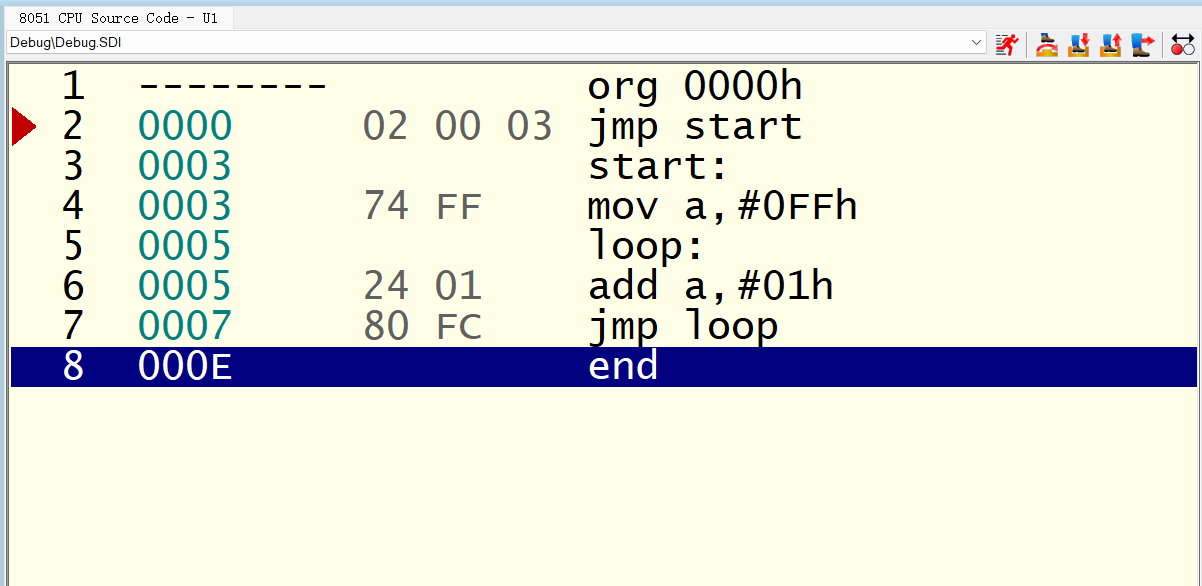 8051 CPU Source Code - U1
Debug\Debug.SDI
1 -------- org 0000h
2 0000 02 00 03 jmp start
3 0003 start:
4 0003 74 FF mov a,#0FFh
5 0005 loop:
6 0005 24 01 add a,#01h
7 0007 80 FC jmp loop
8 000E end